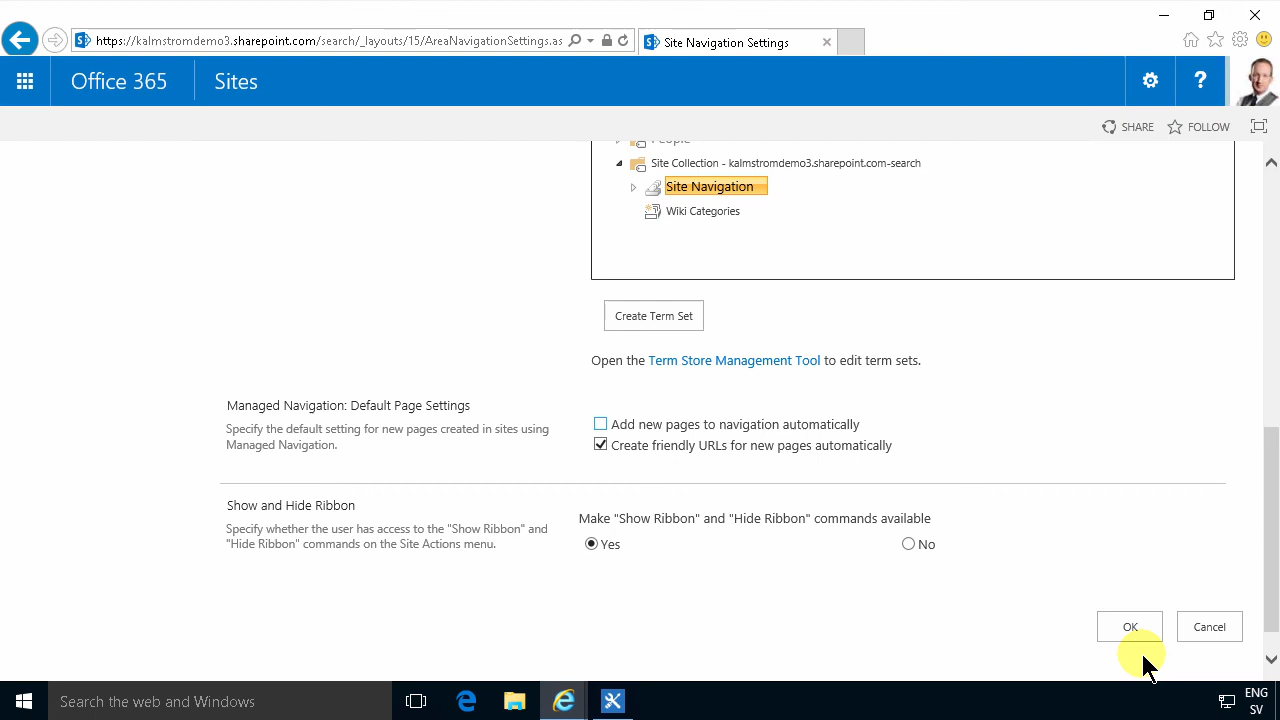 https://kalmstromdemo3.sharepoint.com/search/_layouts/15/AreaNavigationSettings.as
Site Navigation Settings
Office 365
Sites
SHARE
FOLLOW
People
Site Collection - kalmstromdemo3.sharepoint.com-search
Site Navigation
Wiki Categories
Create Term Set
Open the Term Store Management Tool to edit term sets.
Managed Navigation: Default Page Settings
Specify the default setting for new pages created in sites using
Managed Navigation.
Add new pages to navigation automatically
Create friendly URLs for new pages automatically
Show and Hide Ribbon
Specify whether the user has access to the "Show Ribbon" and
"Hide Ribbon" commands on the Site Actions menu.
Make "Show Ribbon" and "Hide Ribbon" commands available
Yes
No
OK
Cancel
Search the web and Windows
ENG
SV